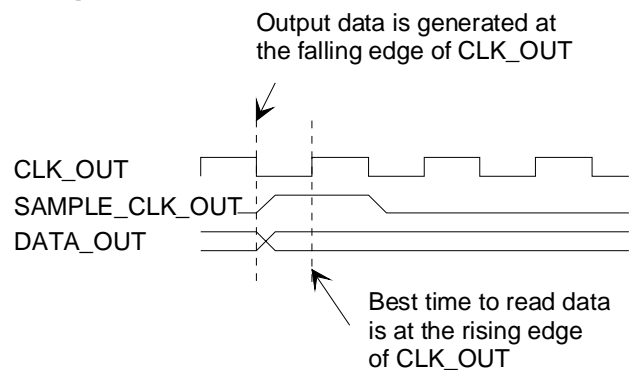 Output data is generated at
the falling edge of CLK_OUT
CLK_OUT
SAMPLE_CLK_OUT
DATA_OUT
Best time to read data
is at the rising edge
of CLK_OUT